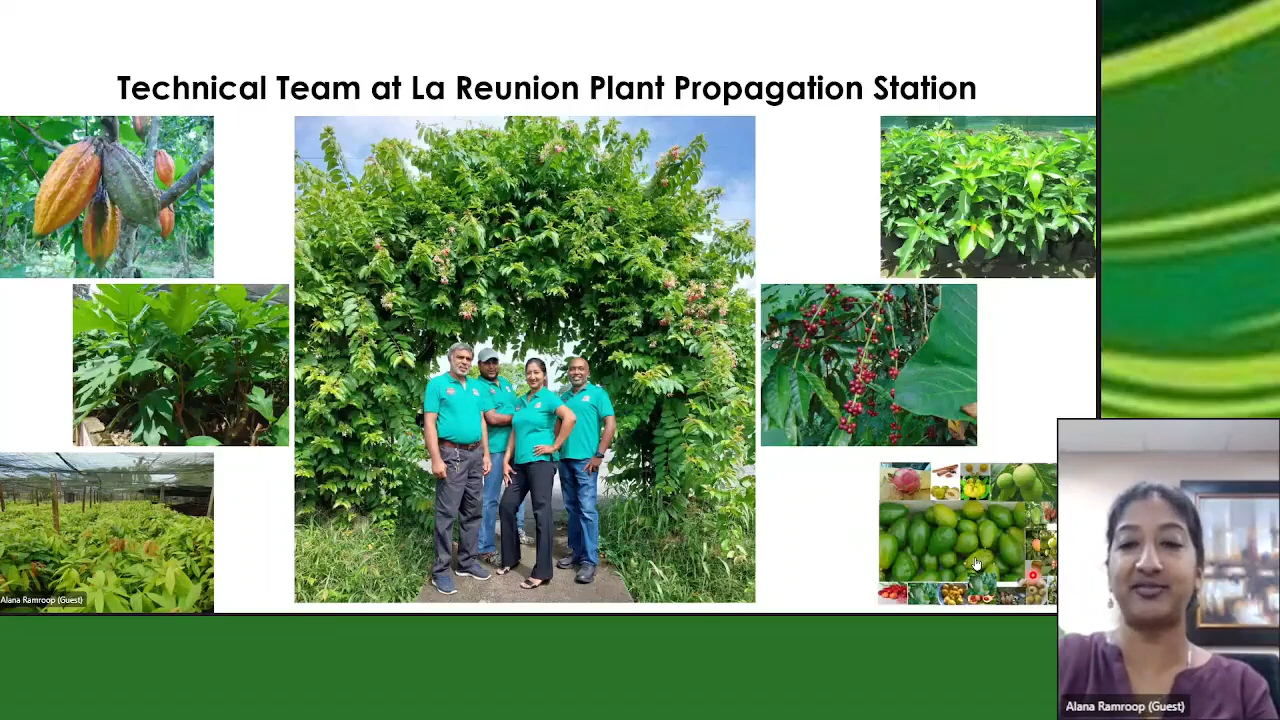 Technical Team at La Reunion Plant Propagation Station
Alana Ramroop (Guest)
Alana Ramroop (Guest)